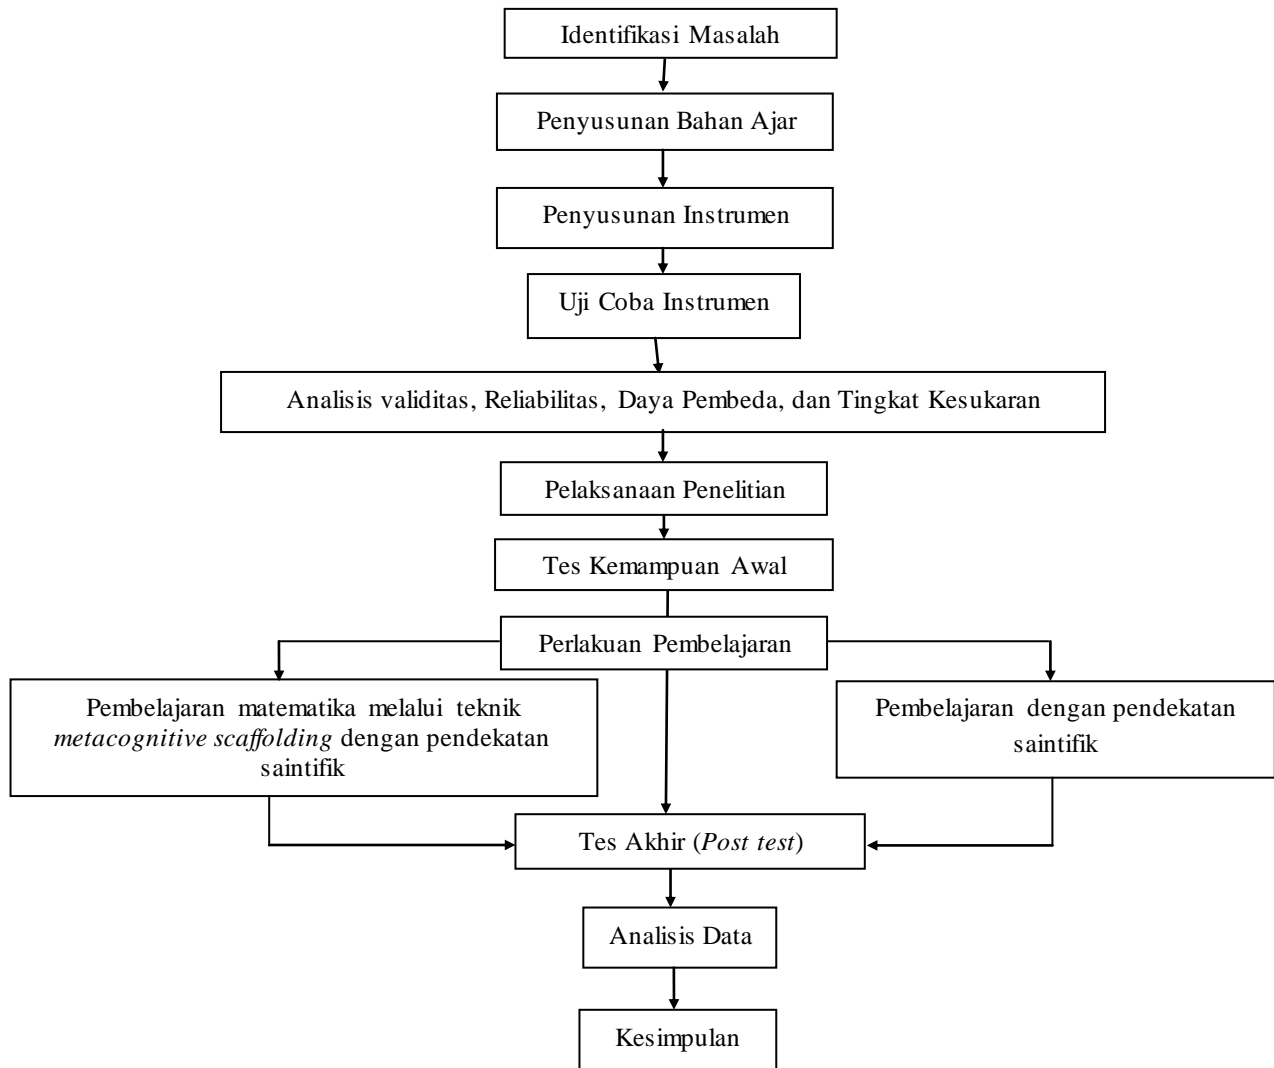 Identifikasi Masalah
Penyusunan Bahan Ajar
Penyusunan Instrumen
Uji Coba Instrumen
Analisis validitas, Reliabilitas, Daya Pembeda, dan Tingkat Kesukaran
Pelaksanaan Penelitian
Tes Kemampuan Awal
Perlakuan Pembelajaran
Pembelajaran matematika melalui teknik
metacognitive scaffolding dengan pendekatan
saintifik
Pembelajaran dengan pendekatan
saintifik
Tes Akhir (Post test)
Analisis Data
Kesimpulan